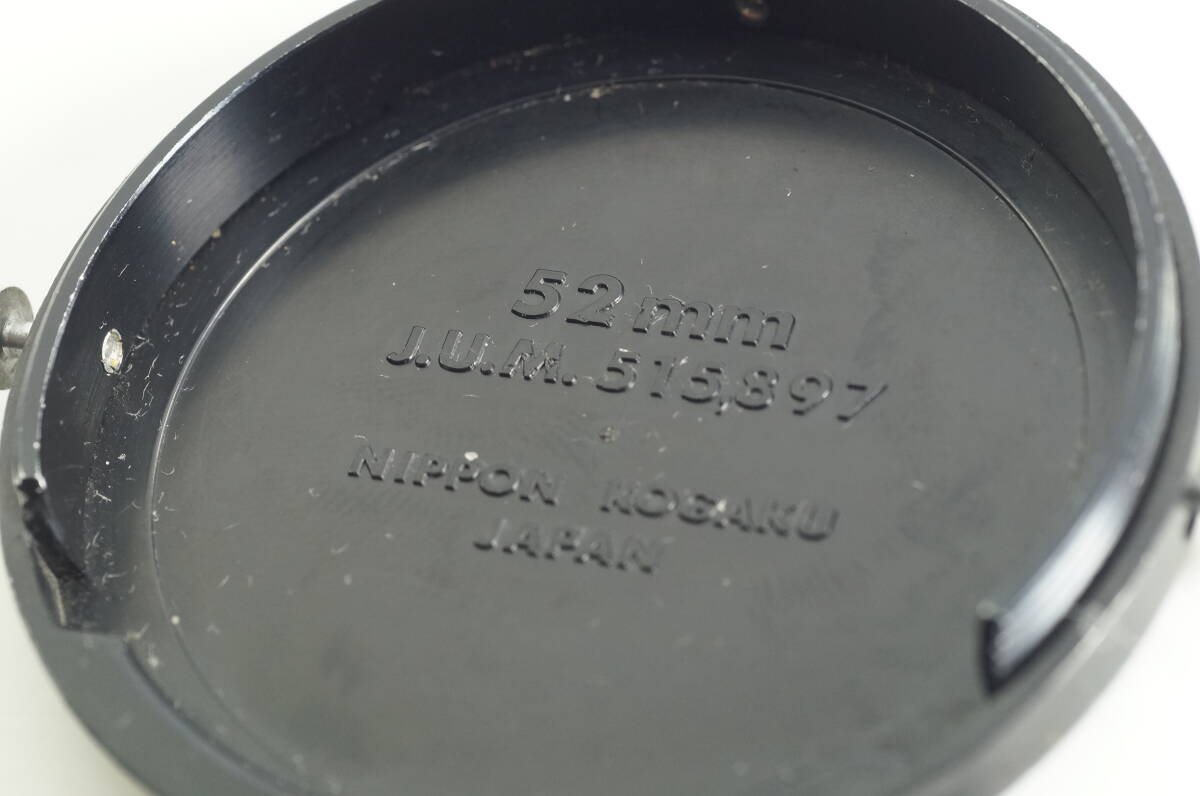 52mm
J.U.M. 515,897
NIPPON KOGAKU
JAPAN